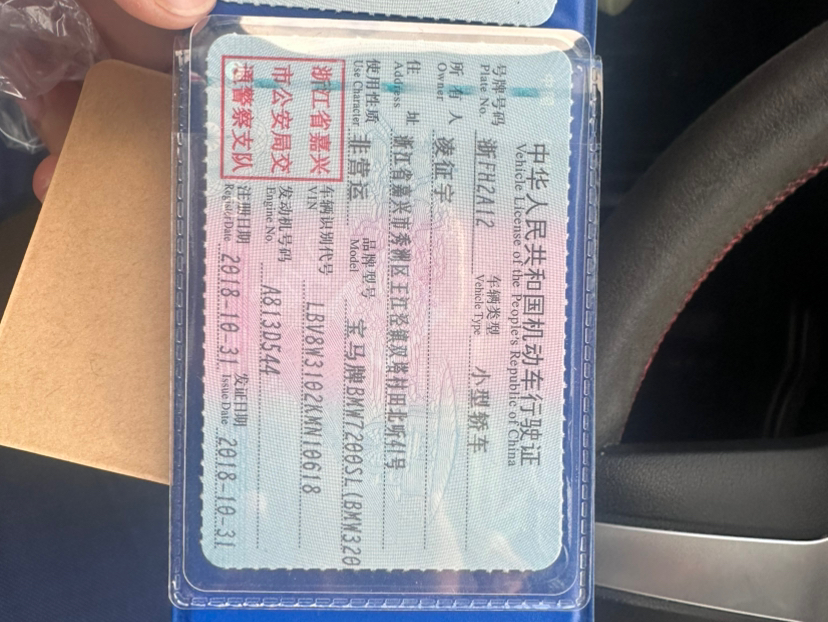 中华人民共和国机动车行驶证
Vehicle License of the People's Republic of China
号牌号码 浙FH2A12 车辆类型 小型轿车
Plate No. Vehicle Type
所有人 凌征宇
Owner
住址 浙江省嘉兴市秀洲区王江泾镇双桥村田北圻41号
Address
使用性质 非营运 品牌型号 宝马牌BMW7200SL(BMW320
Use Character Model
浙江省嘉兴
市公安局交
通警察支队
车辆识别代号 LBV8W3102KMN10618
VIN
发动机号码 A813D544
Engine No.
注册日期 2018-10-31 发证日期 2018-10-31
Register Date Issue Date